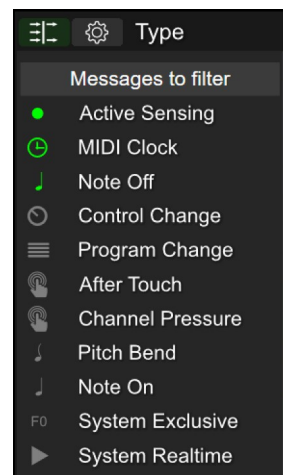 Type
Messages to filter
Active Sensing
MIDI Clock
Note Off
Control Change
Program Change
After Touch
Channel Pressure
Pitch Bend
Note On
F0 System Exclusive
System Realtime